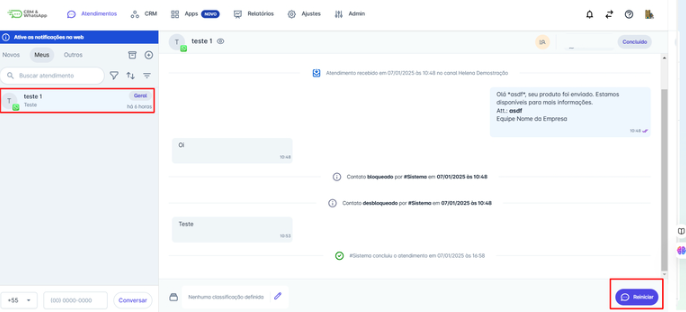 CRM &
WhatsApp
Atendimentos
CRM
Apps NOVO
Relatórios
Ajustes
Admin
Ative as notificações na web
Novos Meus Outros
Buscar atendimento
T teste 1 Geral
Teste há 6 horas
+55 (00) 0000-0000 Conversar
T teste 1
Concluído
Atendimento recebido em 07/01/2025 às 10:48 no canal Helena Demostração
Olá *asdf*, seu produto foi enviado. Estamos
disponíveis para mais informações.
Att.: asdf
Equipe Nome da Empresa
10:48
Oi
10:48
Contato bloqueado por #Sistema em 07/01/2025 às 10:48
Contato desbloqueado por #Sistema em 07/01/2025 às 10:48
Teste
10:53
#Sistema concluiu o atendimento em 07/01/2025 às 14:58
Nenhuma classificação definida
Reiniciar